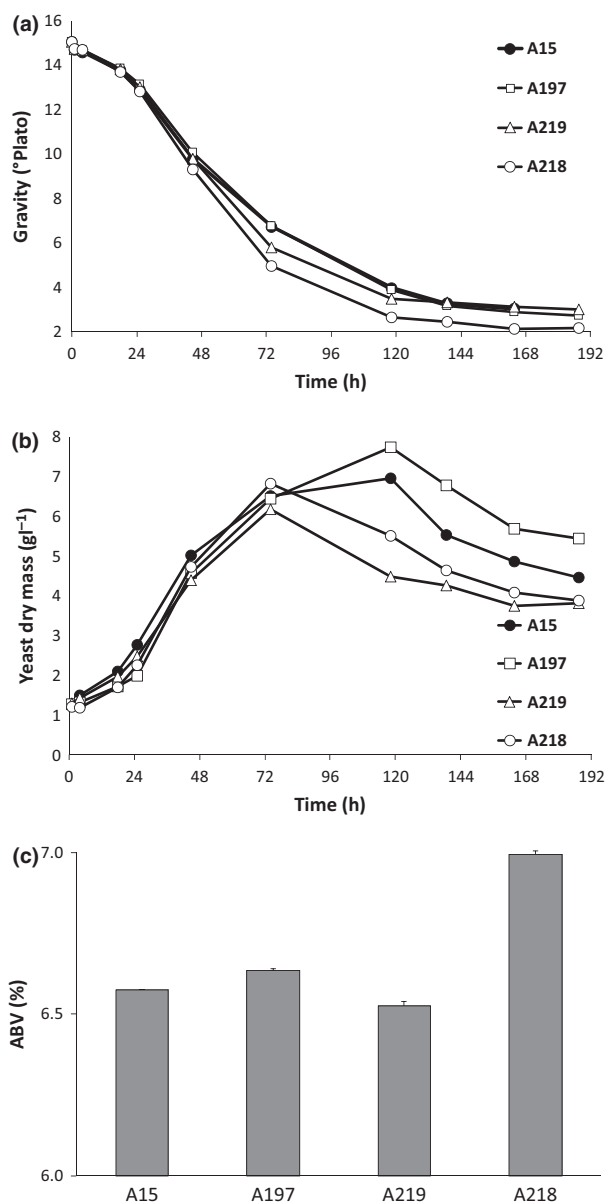 (a)
16
14
12
10
8
6
4
2
Gravity (°Plato)
0 24 48 72 96 120 144 168 192
Time (h)
A15
A197
A219
A218
(b)
8
7
6
5
4
3
2
1
0
Yeast dry mass (gl–1)
0 24 48 72 96 120 144 168 192
Time (h)
A15
A197
A219
A218
(c)
7.0
6.5
6.0
ABV (%)
A15 A197 A219 A218